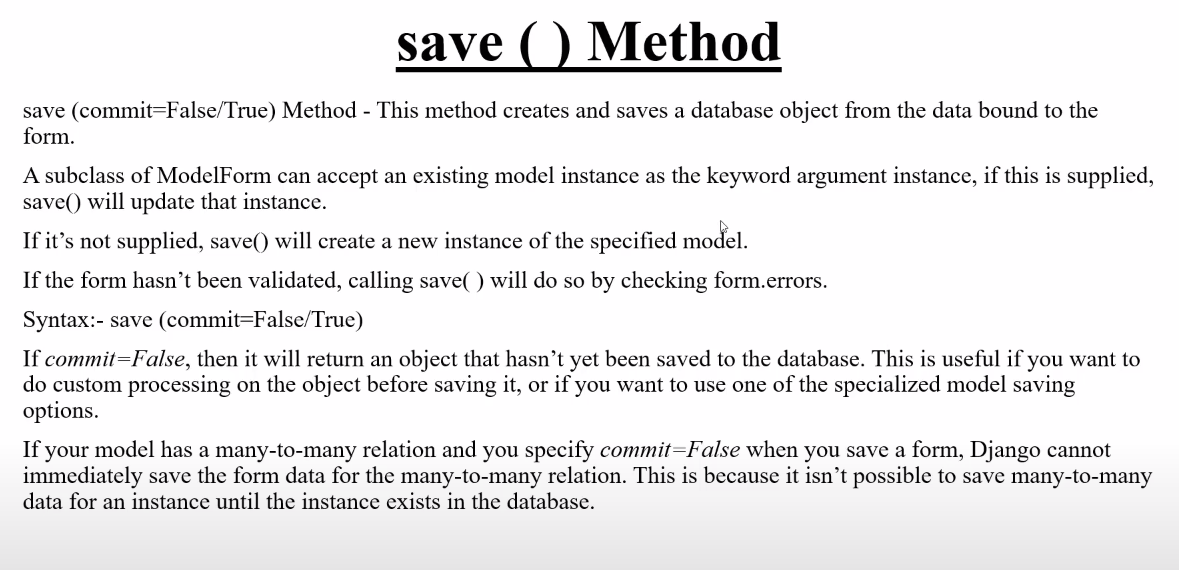 save ( ) Method
save (commit=False/True) Method - This method creates and saves a database object from the data bound to the
form.
A subclass of ModelForm can accept an existing model instance as the keyword argument instance, if this is supplied,
save() will update that instance.
If it’s not supplied, save() will create a new instance of the specified model.
If the form hasn’t been validated, calling save( ) will do so by checking form.errors.
Syntax:- save (commit=False/True)
If commit=False, then it will return an object that hasn’t yet been saved to the database. This is useful if you want to
do custom processing on the object before saving it, or if you want to use one of the specialized model saving
options.
If your model has a many-to-many relation and you specify commit=False when you save a form, Django cannot
immediately save the form data for the many-to-many relation. This is because it isn’t possible to save many-to-many
data for an instance until the instance exists in the database.